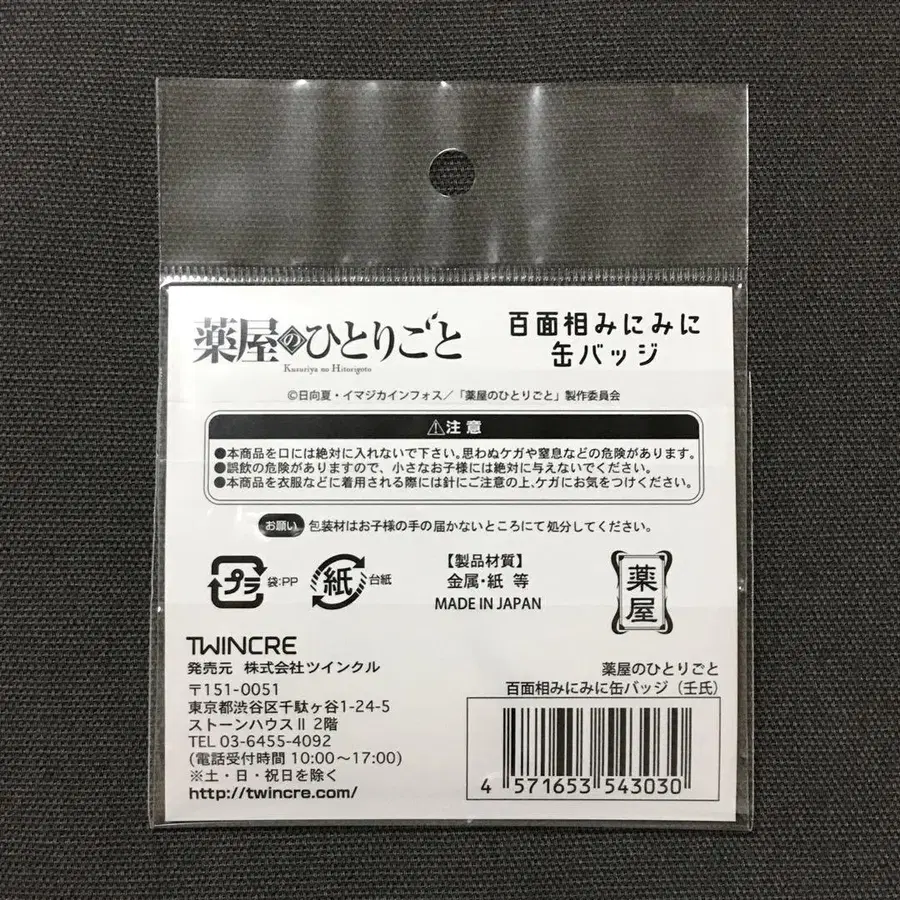 薬屋のひとりごと
Kusuriya no Hitorigoto
百面相みにみに
缶バッジ
©日向夏・イマジカインフォス／「薬屋のひとりごと」製作委員会
⚠注 意
●本商品を口には絶対に入れないで下さい。思わぬケガや窒息などの危険があります。
●誤飲の危険がありますので、小さなお子様には絶対に与えないでください。
●本商品を衣服などに着用される際には針にご注意の上、ケガにお気をつけください。
お願い 包装材はお子様の手の届かないところにて処分してください。
プラ 袋:PP
紙 台紙
【製品材質】
金属・紙 等
MADE IN JAPAN
薬屋
TWINCRE
発売元 株式会社ツインクル
〒151-0051
東京都渋谷区千駄ヶ谷1-24-5
ストーンハウスⅡ 2階
TEL 03-6455-4092
(電話受付時間 10:00〜17:00)
※土・日・祝日を除く
http://twincre.com/
薬屋のひとりごと
百面相みにみに缶バッジ（壬氏）
4 571653 543030